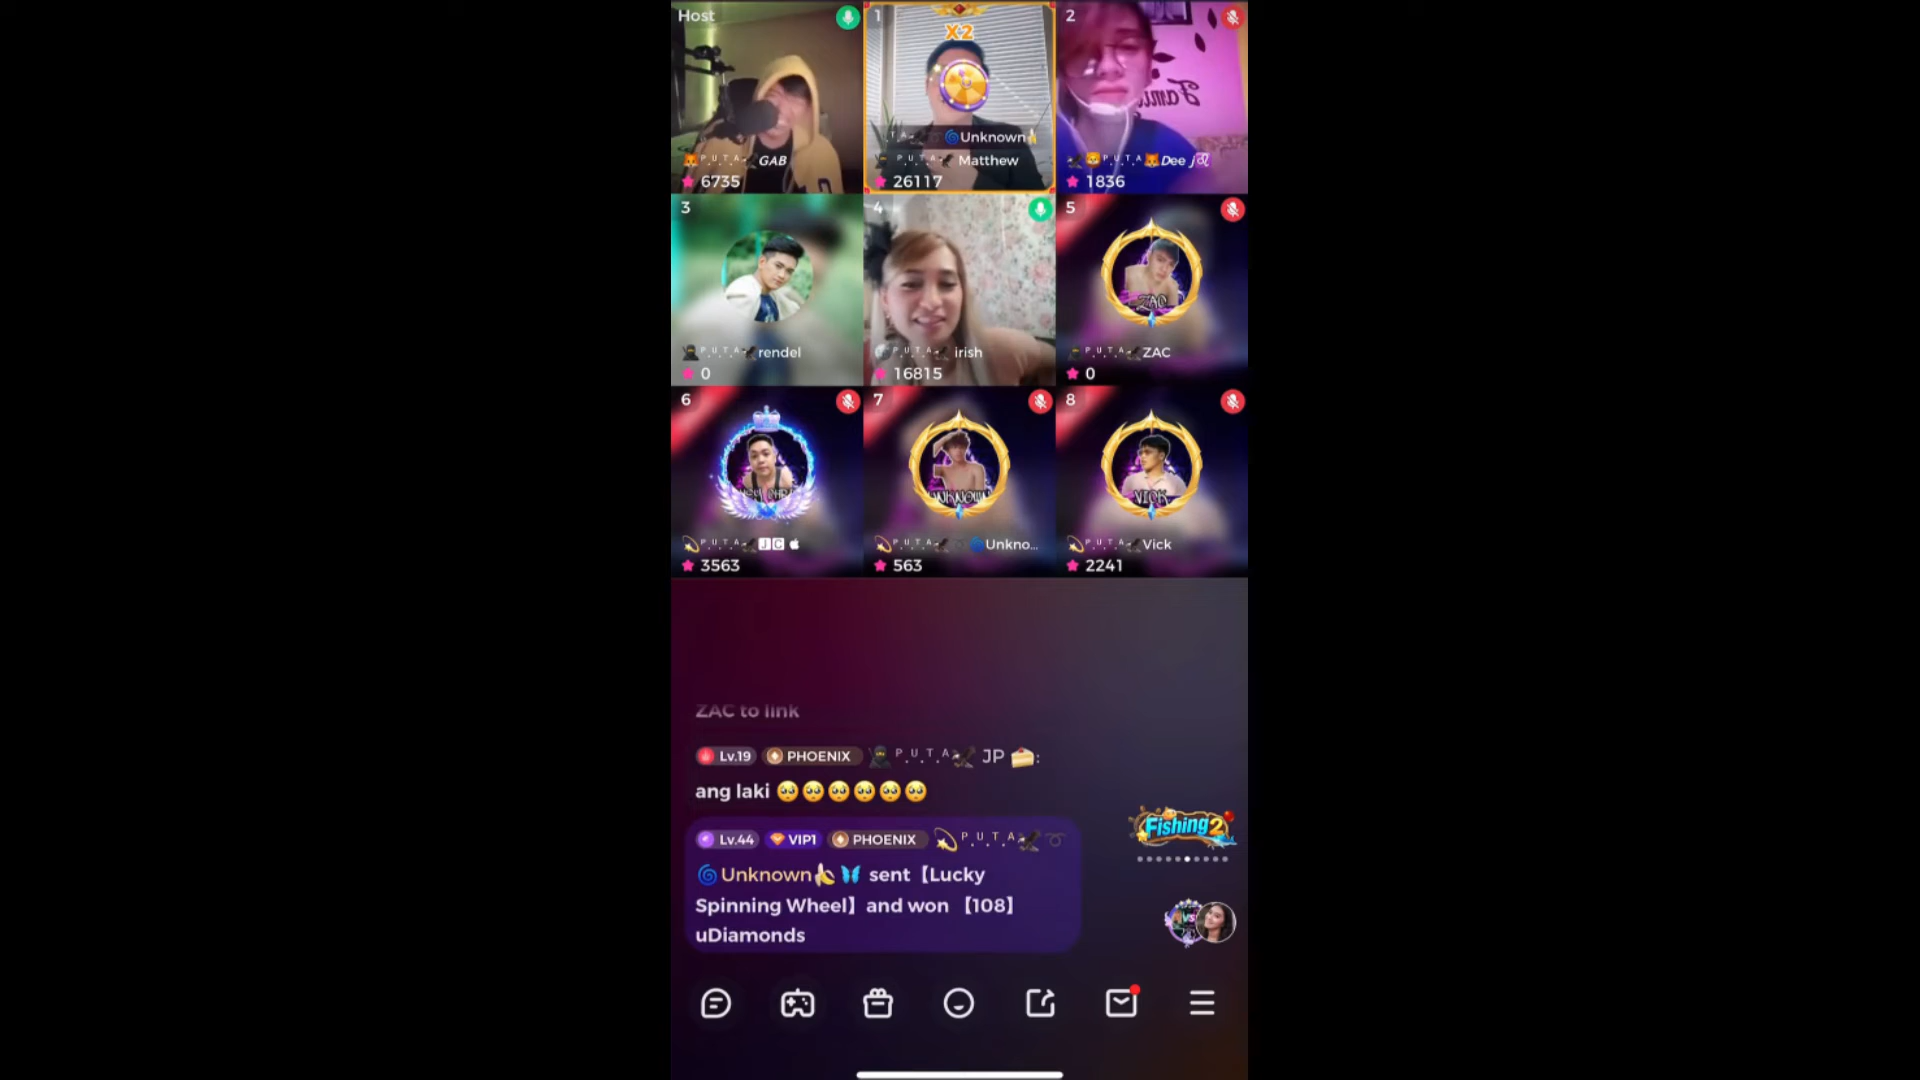 Host
1
X2
2
ᴾ.ᵁ.ᵀ.ᴬ GAB
6735
ᵀ.ᴬ 🌀Unknown🍌
ᴾ.ᵁ.ᵀ.ᴬ Matthew
26117
🐯ᴾ.ᵁ.ᵀ.ᴬ🐯Dee j♌
1836
3
4
5
ZAC
ᴾ.ᵁ.ᵀ.ᴬ rendel
0
ᴾ.ᵁ.ᵀ.ᴬ irish
16815
ᴾ.ᵁ.ᵀ.ᴬ ZAC
0
6
7
8
UNKNOWN
VICK
💫ᴾ.ᵁ.ᵀ.ᴬ 🅹🅲
3563
💫ᴾ.ᵁ.ᵀ.ᴬ ➰🌀Unkno...
563
💫ᴾ.ᵁ.ᵀ.ᴬ Vick
2241
ZAC to link
Lv.19 PHOENIX 🥷ᴾ.ᵁ.ᵀ.ᴬ JP 🍰:
ang laki 🥺🥺🥺🥺🥺🥺
Lv.44 VIP1 PHOENIX 💫ᴾ.ᵁ.ᵀ.ᴬ ➰
🌀Unknown🍌🦋 sent【Lucky
Spinning Wheel】and won 【108】
uDiamonds
Fishing2
VS